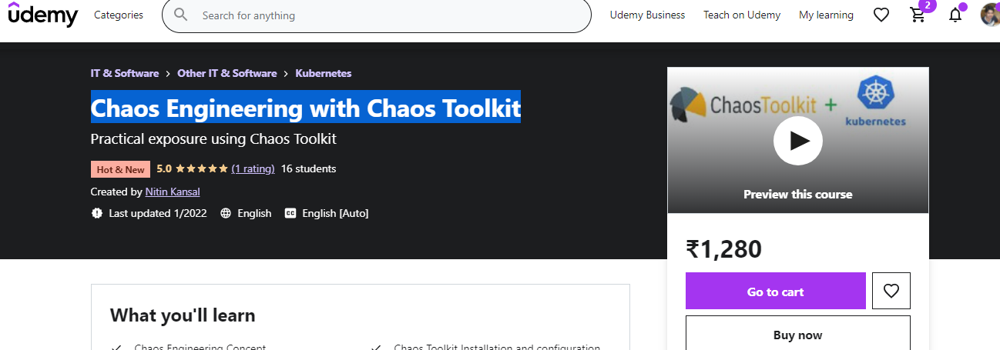 udemy Categories Search for anything Udemy Business Teach on Udemy My learning 2
IT & Software > Other IT & Software > Kubernetes
Chaos Engineering with Chaos Toolkit
Practical exposure using Chaos Toolkit
Hot & New 5.0 (1 rating) 16 students
Created by Nitin Kansal
Last updated 1/2022 English CC English [Auto]
ChaosToolkit +
kubernetes
Preview this course
₹1,280
Go to cart
Buy now
What you'll learn
Chaos Engineering Concept Chaos Toolkit Installation and configuration